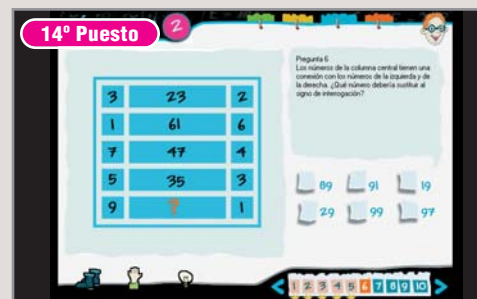 14º Puesto
2
Pregunta 6
Los números de la columna central tienen una
conexión con los números de la izquierda y de
la derecha. ¿Qué número debería sustituir al
signo de interrogación?
3 23 2
1 61 6
7 47 4
5 35 3
9 ? 1
89 91 19
29 99 97
1 2 3 4 5 6 7 8 9 10